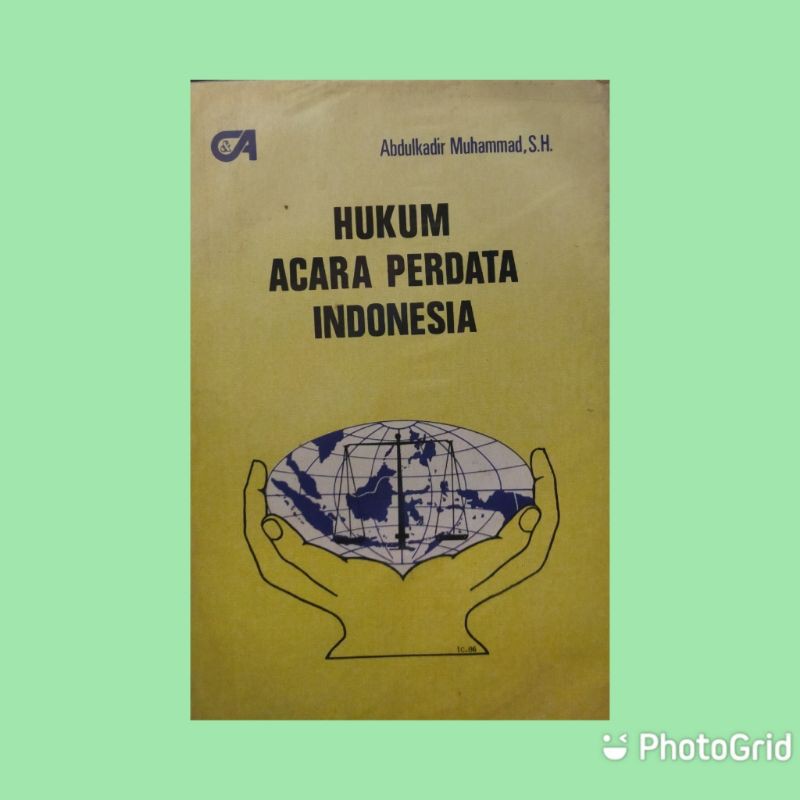 C&A
Abdulkadir Muhammad, S.H.
HUKUM
ACARA PERDATA
INDONESIA
PhotoGrid